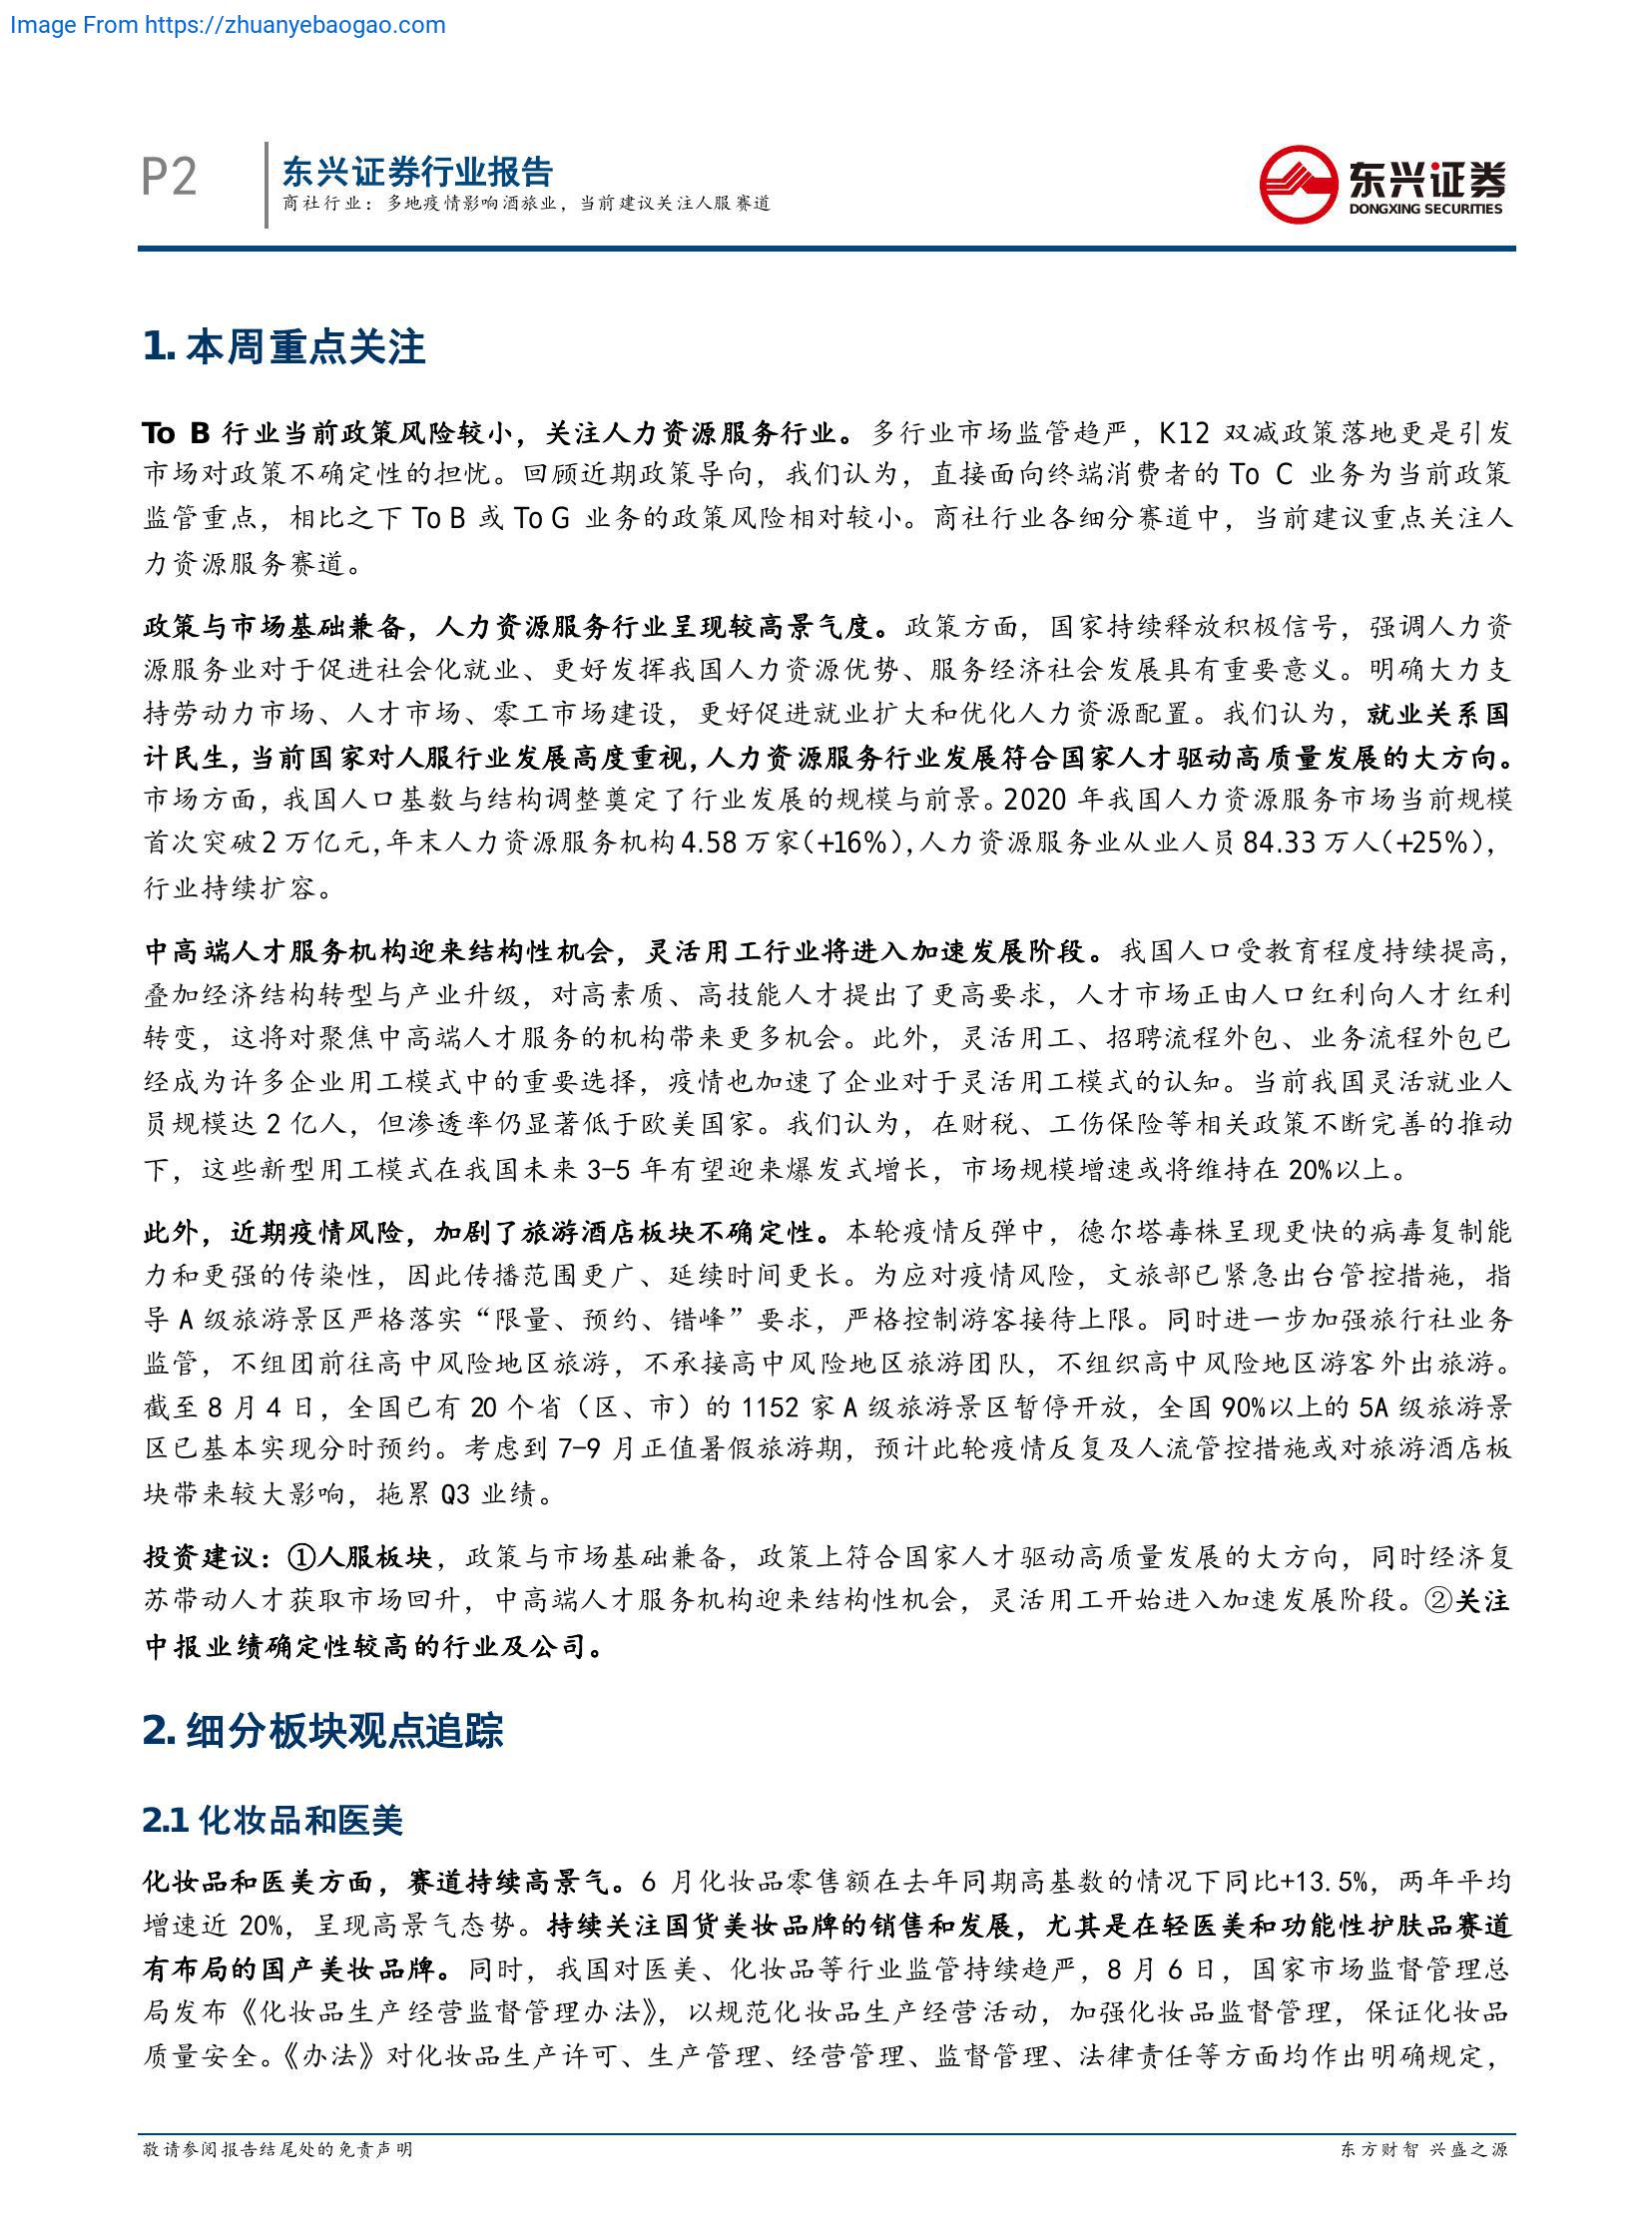 Image From https://zhuanyebaogao.com
P2
东兴证券行业报告
商社行业：多地疫情影响酒旅业，当前建议关注人服赛道
东兴证券
DONGXING SECURITIES
1. 本周重点关注
To B 行业当前政策风险较小，关注人力资源服务行业。多行业市场监管趋严，K12 双减政策落地更是引发
市场对政策不确定性的担忧。回顾近期政策导向，我们认为，直接面向终端消费者的 To C 业务为当前政策
监管重点，相比之下 To B 或 To G 业务的政策风险相对较小。商社行业各细分赛道中，当前建议重点关注人
力资源服务赛道。
政策与市场基础兼备，人力资源服务行业呈现较高景气度。政策方面，国家持续释放积极信号，强调人力资
源服务业对于促进社会化就业、更好发挥我国人力资源优势、服务经济社会发展具有重要意义。明确大力支
持劳动力市场、人才市场、零工市场建设，更好促进就业扩大和优化人力资源配置。我们认为，就业关系国
计民生，当前国家对人服行业发展高度重视，人力资源服务行业发展符合国家人才驱动高质量发展的大方向。
市场方面，我国人口基数与结构调整奠定了行业发展的规模与前景。2020 年我国人力资源服务市场当前规模
首次突破 2 万亿元，年末人力资源服务机构 4.58 万家（+16%），人力资源服务业从业人员 84.33 万人（+25%），
行业持续扩容。
中高端人才服务机构迎来结构性机会，灵活用工行业将进入加速发展阶段。我国人口受教育程度持续提高，
叠加经济结构转型与产业升级，对高素质、高技能人才提出了更高要求，人才市场正由人口红利向人才红利
转变，这将对聚焦中高端人才服务的机构带来更多机会。此外，灵活用工、招聘流程外包、业务流程外包已
经成为许多企业用工模式中的重要选择，疫情也加速了企业对于灵活用工模式的认知。当前我国灵活就业人
员规模达 2 亿人，但渗透率仍显著低于欧美国家。我们认为，在财税、工伤保险等相关政策不断完善的推动
下，这些新型用工模式在我国未来 3-5 年有望迎来爆发式增长，市场规模增速或将维持在 20%以上。
此外，近期疫情风险，加剧了旅游酒店板块不确定性。本轮疫情反弹中，德尔塔毒株呈现更快的病毒复制能
力和更强的传染性，因此传播范围更广、延续时间更长。为应对疫情风险，文旅部已紧急出台管控措施，指
导 A 级旅游景区严格落实“限量、预约、错峰”要求，严格控制游客接待上限。同时进一步加强旅行社业务
监管，不组团前往高中风险地区旅游，不承接高中风险地区旅游团队，不组织高中风险地区游客外出旅游。
截至 8 月 4 日，全国已有 20 个省（区、市）的 1152 家 A 级旅游景区暂停开放，全国 90%以上的 5A 级旅游景
区已基本实现分时预约。考虑到 7-9 月正值暑假旅游期，预计此轮疫情反复及人流管控措施或对旅游酒店板
块带来较大影响，拖累 Q3 业绩。
投资建议：①人服板块，政策与市场基础兼备，政策上符合国家人才驱动高质量发展的大方向，同时经济复
苏带动人才获取市场回升，中高端人才服务机构迎来结构性机会，灵活用工开始进入加速发展阶段。②关注
中报业绩确定性较高的行业及公司。
2. 细分板块观点追踪
2.1 化妆品和医美
化妆品和医美方面，赛道持续高景气。6 月化妆品零售额在去年同期高基数的情况下同比+13.5%，两年平均
增速近 20%，呈现高景气态势。持续关注国货美妆品牌的销售和发展，尤其是在轻医美和功能性护肤品赛道
有布局的国产美妆品牌。同时，我国对医美、化妆品等行业监管持续趋严，8 月 6 日，国家市场监督管理总
局发布《化妆品生产经营监督管理办法》，以规范化妆品生产经营活动，加强化妆品监督管理，保证化妆品
质量安全。《办法》对化妆品生产许可、生产管理、经营管理、监督管理、法律责任等方面均作出明确规定，
敬请参阅报告结尾处的免责声明
东方财智 兴盛之源